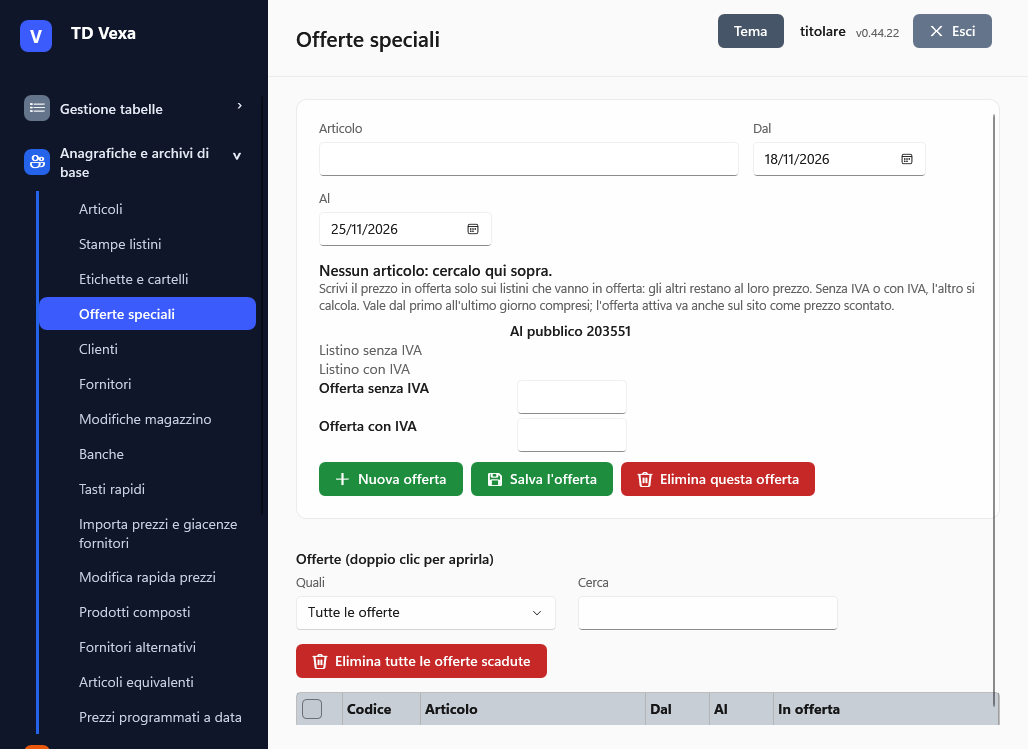 V
TD Vexa
Offerte speciali
Tema
titolare
v0.44.22
Esci
Gestione tabelle
Anagrafiche e archivi di
base
Articoli
Stampe listini
Etichette e cartelli
Offerte speciali
Clienti
Fornitori
Modifiche magazzino
Banche
Tasti rapidi
Importa prezzi e giacenze
fornitori
Modifica rapida prezzi
Prodotti composti
Fornitori alternativi
Articoli equivalenti
Prezzi programmati a data
Articolo
Dal
18/11/2026
Al
25/11/2026
Nessun articolo: cercalo qui sopra.
Scrivi il prezzo in offerta solo sui listini che vanno in offerta: gli altri restano al loro prezzo. Senza IVA o con IVA, l'altro si
calcola. Vale dal primo all'ultimo giorno compresi; l'offerta attiva va anche sul sito come prezzo scontato.
Al pubblico 203551
Listino senza IVA
Listino con IVA
Offerta senza IVA
Offerta con IVA
Nuova offerta
Salva l'offerta
Elimina questa offerta
Offerte (doppio clic per aprirla)
Quali
Cerca
Tutte le offerte
Elimina tutte le offerte scadute
Codice
Articolo
Dal
Al
In offerta